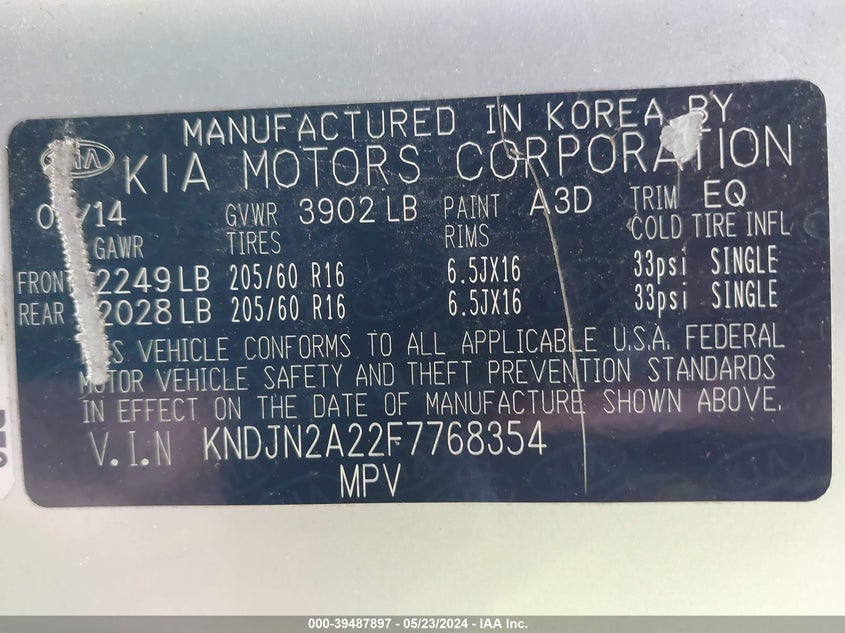 MANUFACTURED IN KOREA BY
KIA KIA MOTORS CORPORATION
GVWR 3902 LB PAINT A3D TRIM EQ
GAWR TIRES RIMS COLD TIRE INFL
FRONT 2249 LB 205/60 R16 6.5JX16 33psi SINGLE
REAR 2028 LB 205/60 R16 6.5JX16 33psi SINGLE
VEHICLE CONFORMS TO ALL APPLICABLE U.S.A. FEDERAL
MOTOR VEHICLE SAFETY AND THEFT PREVENTION STANDARDS
IN EFFECT ON THE DATE OF MANUFACTURE SHOWN ABOVE.
V.I.N KNDJN2A22F7768354
MPV
000-39487897 - 05/23/2024 - IAA Inc.